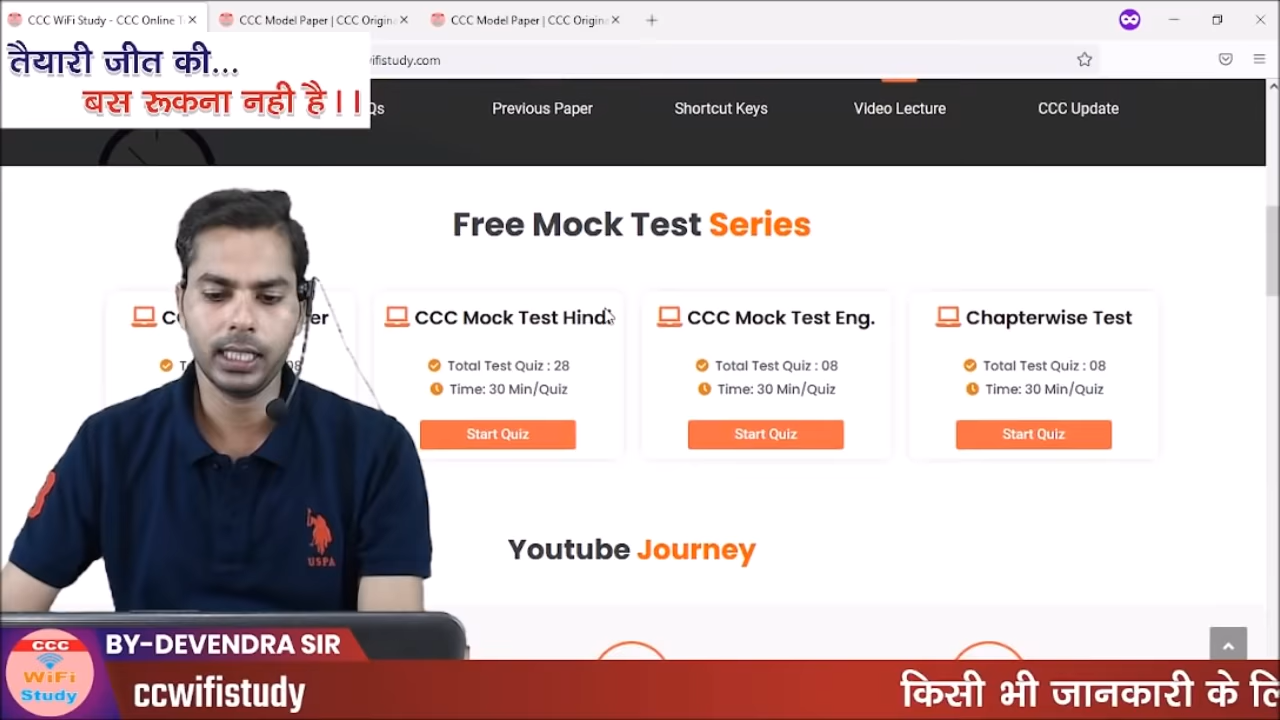 CCC WiFi Study - CCC Online T
CCC Model Paper | CCC Origina
CCC Model Paper | CCC Origina
तैयारी जीत की...
बस रूकना नही है।।
ifistudy.com
Qs
Previous Paper
Shortcut Keys
Video Lecture
CCC Update
Free Mock Test Series
CCC Mock Test Hind.
CCC Mock Test Eng.
Chapterwise Test
Total Test Quiz : 28
Total Test Quiz : 08
Total Test Quiz : 08
Time: 30 Min/Quiz
Time: 30 Min/Quiz
Time: 30 Min/Quiz
Start Quiz
Start Quiz
Start Quiz
Youtube Journey
USPA
CCC
WiFi
Study
BY-DEVENDRA SIR
ccwifistudy
किसी भी जानकारी के लि